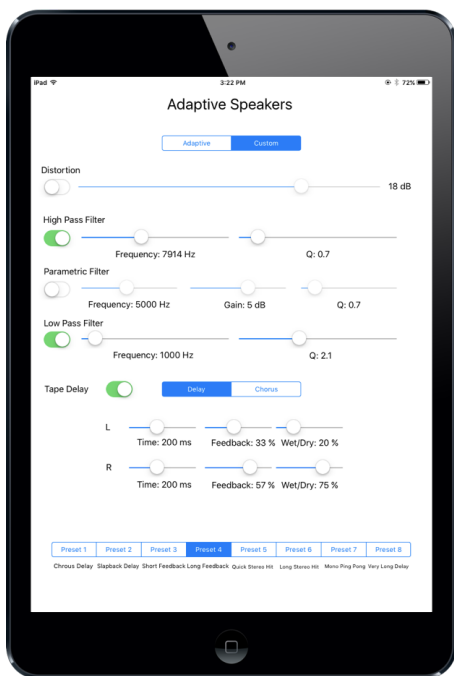 iPad 3:22 PM 72%
Adaptive Speakers
Adaptive Custom
Distortion
18 dB
High Pass Filter
Frequency: 7914 Hz Q: 0.7
Parametric Filter
Frequency: 5000 Hz Gain: 5 dB Q: 0.7
Low Pass Filter
Frequency: 1000 Hz Q: 2.1
Tape Delay Delay Chorus
L
Time: 200 ms Feedback: 33 % Wet/Dry: 20 %
R
Time: 200 ms Feedback: 57 % Wet/Dry: 75 %
Preset 1 Preset 2 Preset 3 Preset 4 Preset 5 Preset 6 Preset 7 Preset 8
Chrous Delay Slapback Delay Short Feedback Long Feedback Quick Stereo Hit Long Stereo Hit Mono Ping Pong Very Long Delay